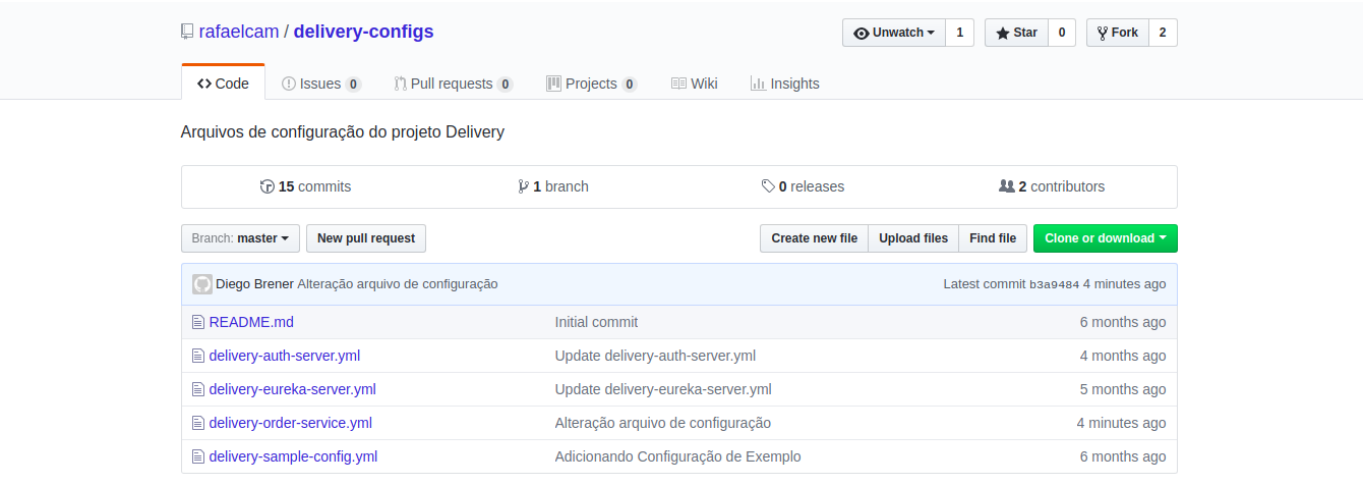 rafaelcam / delivery-configs Unwatch 1 Star 0 Fork 2
Code Issues 0 Pull requests 0 Projects 0 Wiki Insights
Arquivos de configuração do projeto Delivery
15 commits 1 branch 0 releases 2 contributors
Branch: master New pull request Create new file Upload files Find file Clone or download
Diego Brener Alteração arquivo de configuração Latest commit b3a9484 4 minutes ago
README.md Initial commit 6 months ago
delivery-auth-server.yml Update delivery-auth-server.yml 4 months ago
delivery-eureka-server.yml Update delivery-eureka-server.yml 5 months ago
delivery-order-service.yml Alteração arquivo de configuração 4 minutes ago
delivery-sample-config.yml Adicionando Configuração de Exemplo 6 months ago